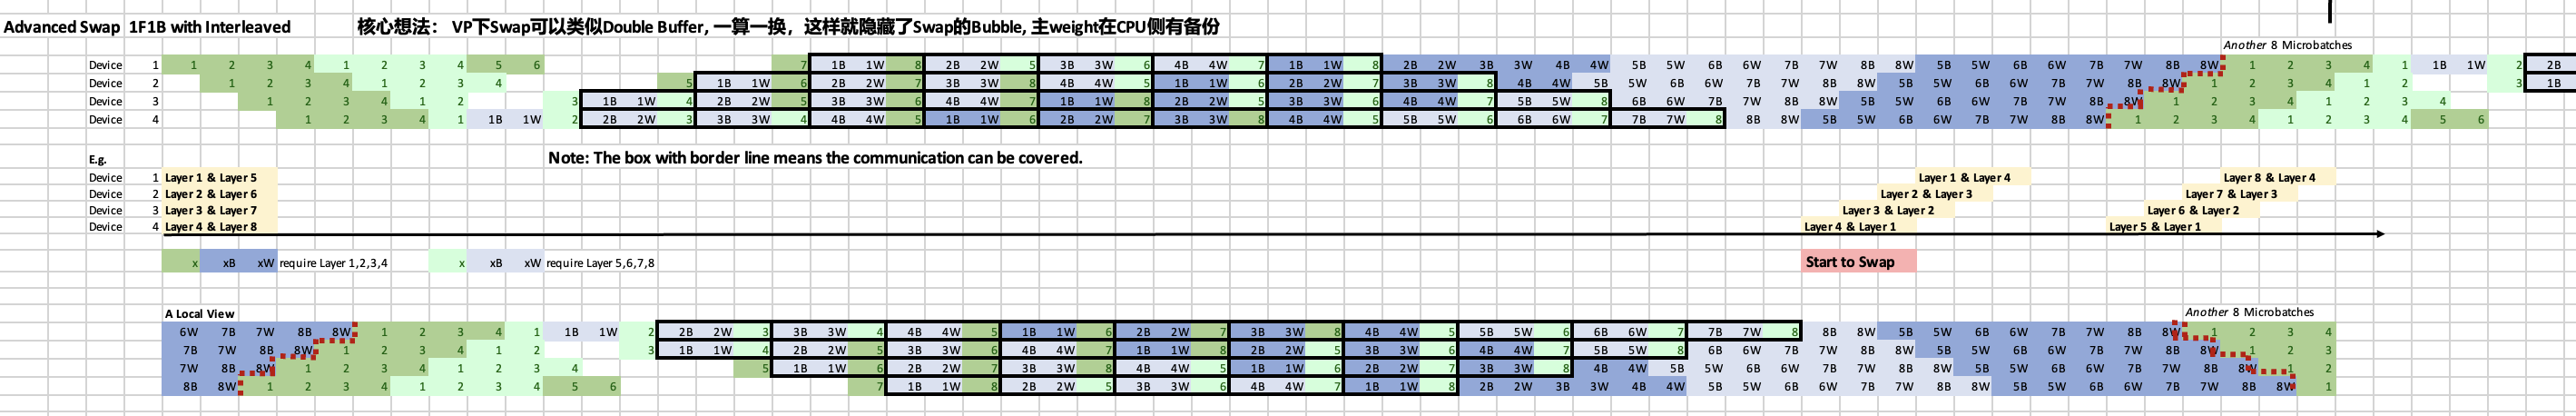 Advanced Swap 1F1B with Interleaved 核心想法： VP下Swap可以类似Double Buffer, 一算一换，这样就隐藏了Swap的Bubble, 主weight在CPU侧有备份
Another 8 Microbatches
Device 1 1 2 3 4 1 2 3 4 5 6 7 1B 1W 8 2B 2W 5 3B 3W 6 4B 4W 7 1B 1W 8 2B 2W 3B 3W 4B 4W 5B 5W 6B 6W 7B 7W 8B 8W 5B 5W 6B 6W 7B 7W 8B 8W 1 2 3 4 1 1B 1W 2 2B
Device 2 1 2 3 4 1 2 3 4 5 1B 1W 6 2B 2W 7 3B 3W 8 4B 4W 5 1B 1W 6 2B 2W 7 3B 3W 8 4B 4W 5B 5W 6B 6W 7B 7W 8B 8W 5B 5W 6B 6W 7B 7W 8B 8W 1 2 3 4 1 2 3 1B
Device 3 1 2 3 4 1 2 3 1B 1W 4 2B 2W 5 3B 3W 6 4B 4W 7 1B 1W 8 2B 2W 5 3B 3W 6 4B 4W 7 5B 5W 8 6B 6W 7B 7W 8B 8W 5B 5W 6B 6W 7B 7W 8B 8W 1 2 3 4 1 2 3 4
Device 4 1 2 3 4 1 1B 1W 2 2B 2W 3 3B 3W 4 4B 4W 5 1B 1W 6 2B 2W 7 3B 3W 8 4B 4W 5 5B 5W 6 6B 6W 7 7B 7W 8 8B 8W 5B 5W 6B 6W 7B 7W 8B 8W 1 2 3 4 1 2 3 4 5 6
E.g. Note: The box with border line means the communication can be covered.
Device 1 Layer 1 & Layer 5 Layer 1 & Layer 4 Layer 8 & Layer 4
Device 2 Layer 2 & Layer 6 Layer 2 & Layer 3 Layer 7 & Layer 3
Device 3 Layer 3 & Layer 7 Layer 3 & Layer 2 Layer 6 & Layer 2
Device 4 Layer 4 & Layer 8 Layer 4 & Layer 1 Layer 5 & Layer 1
x xB xW require Layer 1,2,3,4 x xB xW require Layer 5,6,7,8 Start to Swap
A Local View Another 8 Microbatches
6W 7B 7W 8B 8W 1 2 3 4 1 1B 1W 2 2B 2W 3 3B 3W 4 4B 4W 5 1B 1W 6 2B 2W 7 3B 3W 8 4B 4W 5 5B 5W 6 6B 6W 7 7B 7W 8 8B 8W 5B 5W 6B 6W 7B 7W 8B 8W 1 2 3 4
7B 7W 8B 8W 1 2 3 4 1 2 3 1B 1W 4 2B 2W 5 3B 3W 6 4B 4W 7 1B 1W 8 2B 2W 5 3B 3W 6 4B 4W 7 5B 5W 8 6B 6W 7B 7W 8B 8W 5B 5W 6B 6W 7B 7W 8B 8W 1 2 3
7W 8B 8W 1 2 3 4 1 2 3 4 5 1B 1W 6 2B 2W 7 3B 3W 8 4B 4W 5 1B 1W 6 2B 2W 7 3B 3W 8 4B 4W 5B 5W 6B 6W 7B 7W 8B 8W 5B 5W 6B 6W 7B 7W 8B 8W 1 2
8B 8W 1 2 3 4 1 2 3 4 5 6 7 1B 1W 8 2B 2W 5 3B 3W 6 4B 4W 7 1B 1W 8 2B 2W 3B 3W 4B 4W 5B 5W 6B 6W 7B 7W 8B 8W 5B 5W 6B 6W 7B 7W 8B 8W 1